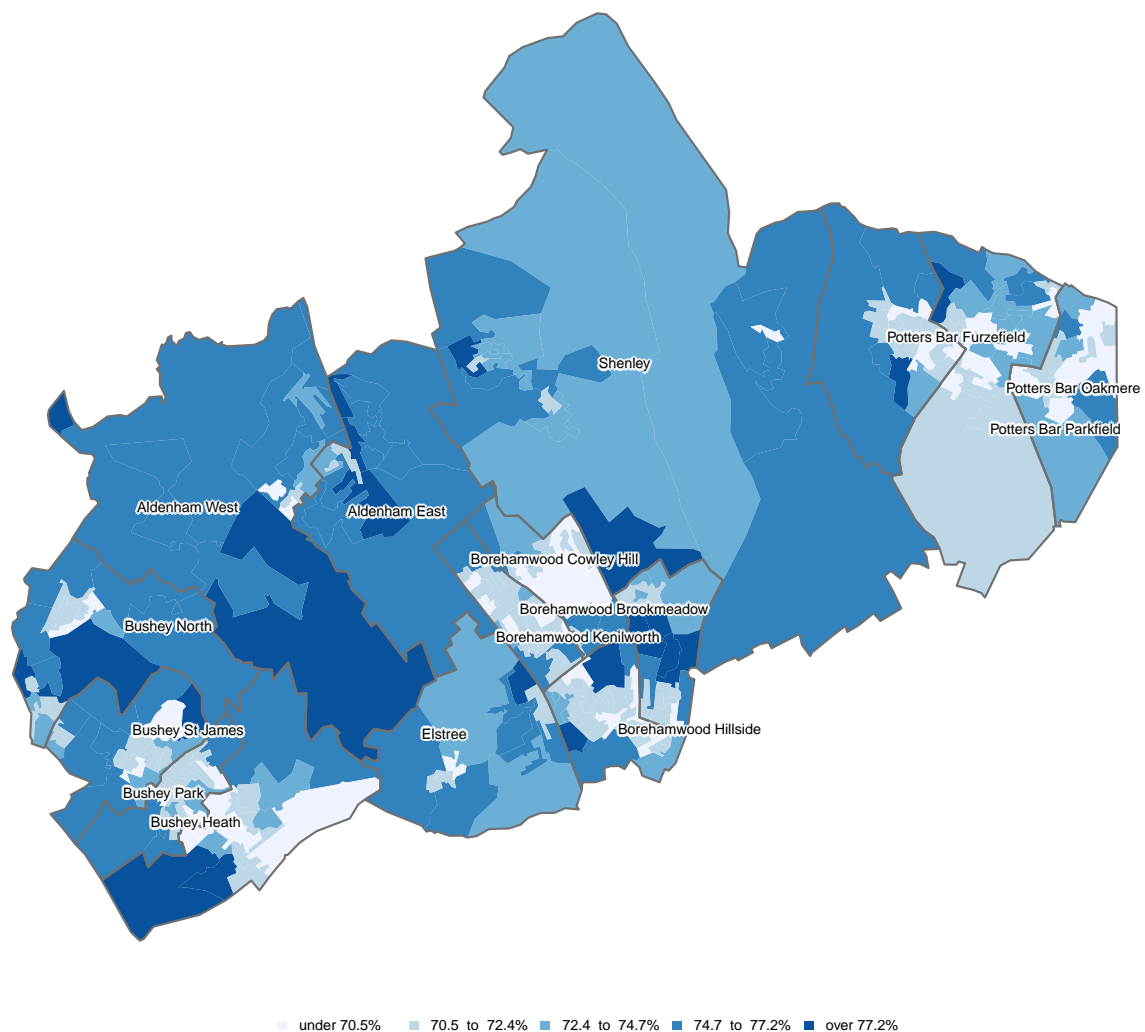 Potters Bar Furzefield
Shenley
Potters Bar Oakmere
Potters Bar Parkfield
Aldenham West
Aldenham East
Borehamwood Cowley Hill
Borehamwood Brookmeadow
Bushey North
Borehamwood Kenilworth
Bushey St James
Elstree
Borehamwood Hillside
Bushey Park
Bushey Heath
under 70.5% 70.5 to 72.4% 72.4 to 74.7% 74.7 to 77.2% over 77.2%